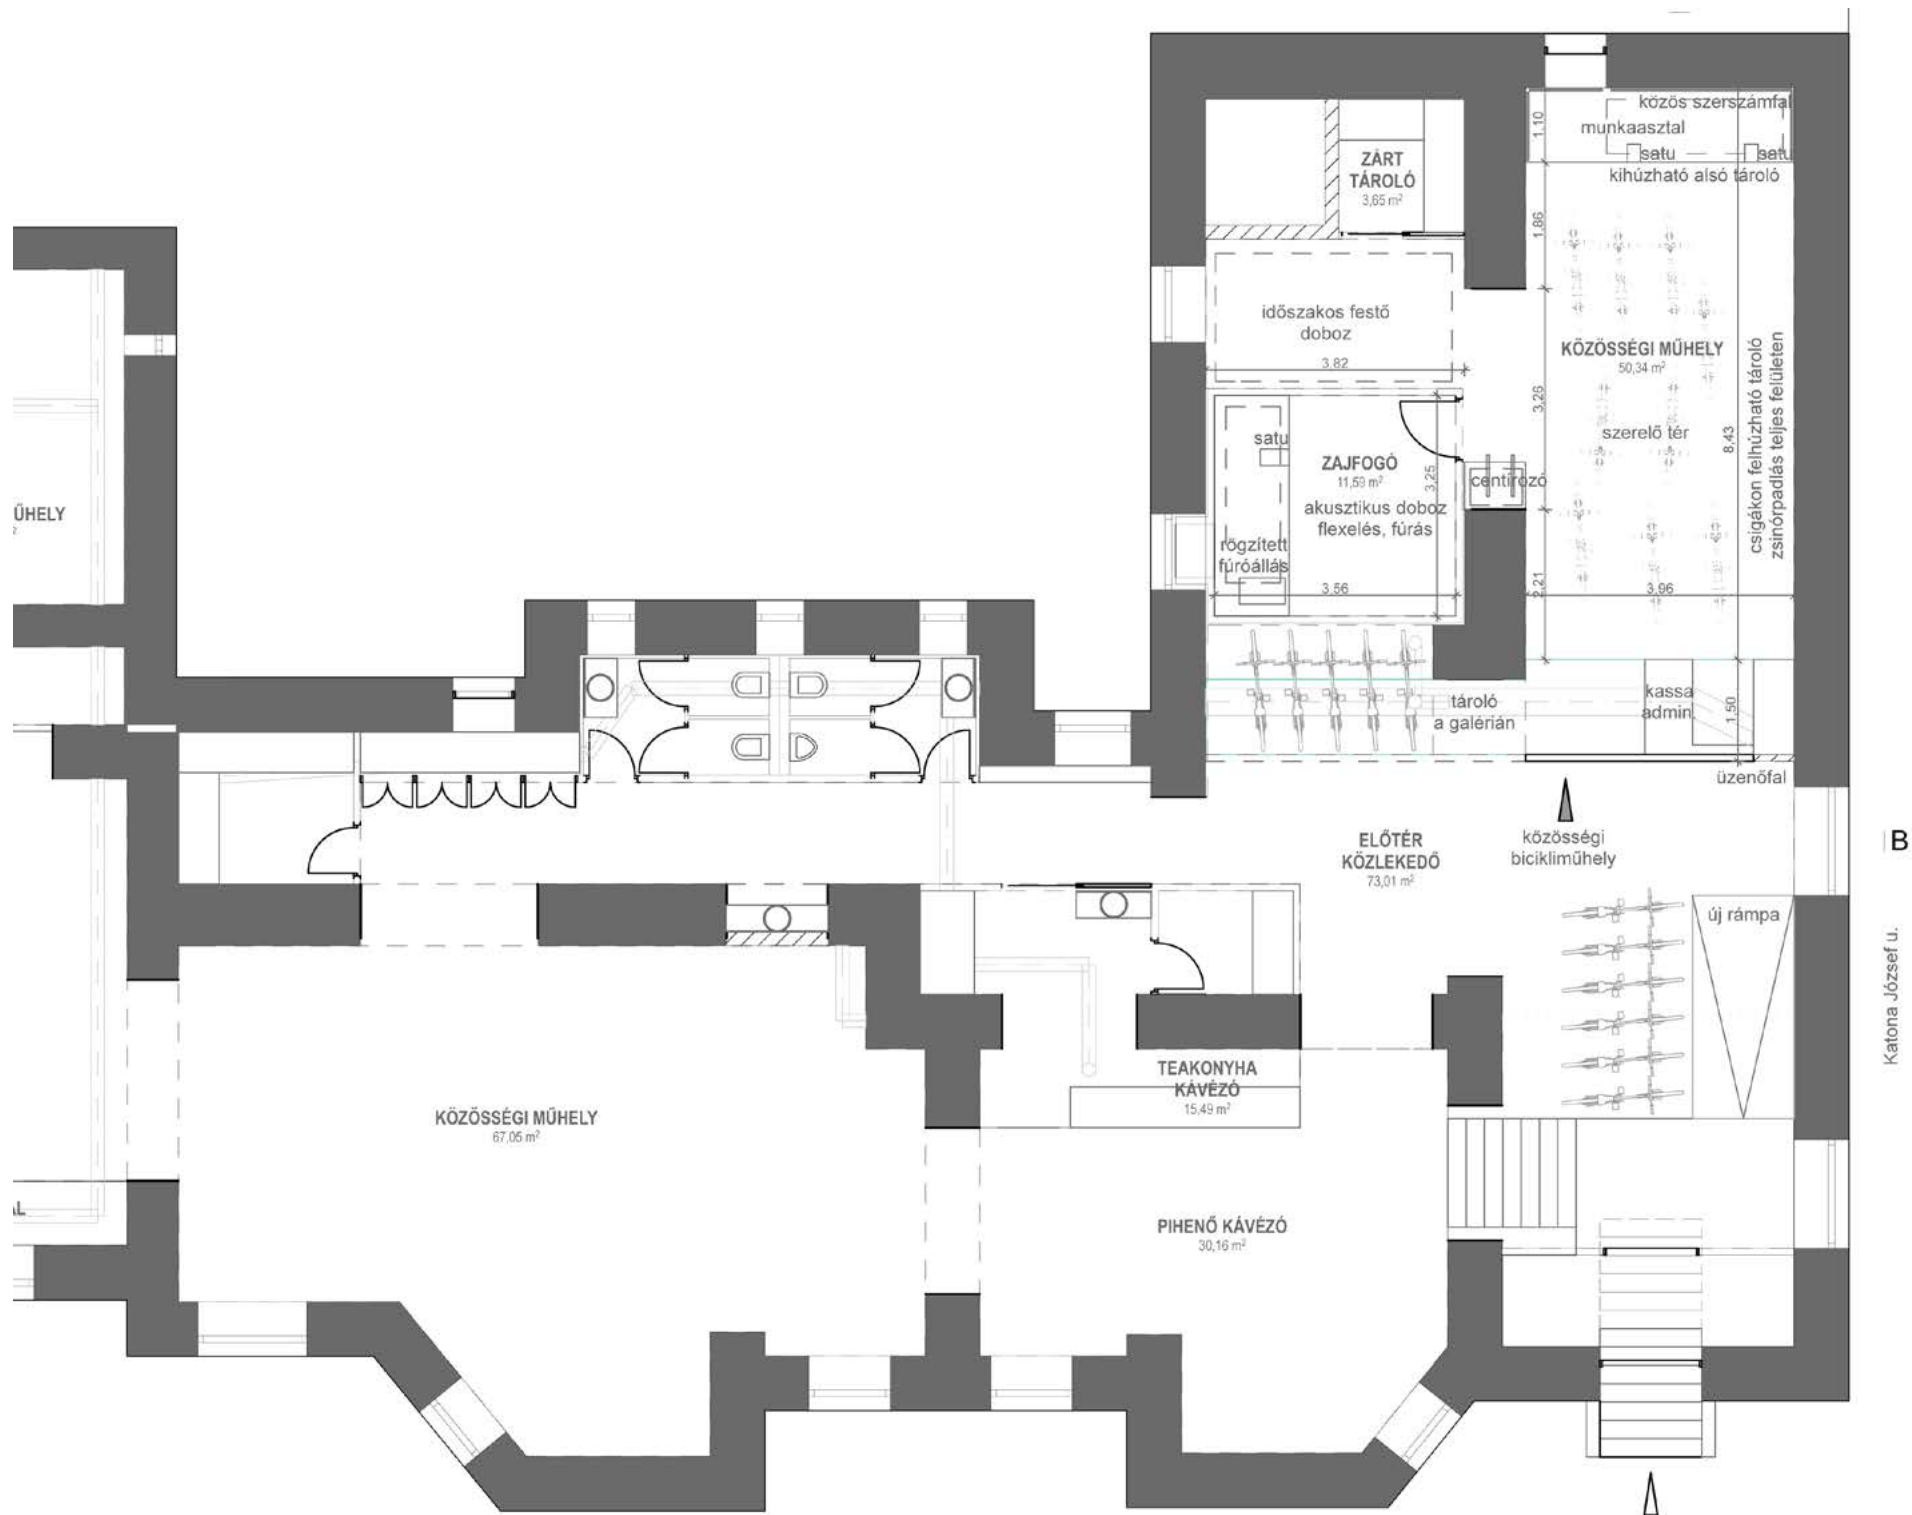 közös szerszámfal
munkaasztal
satu
satu
kihúzható alsó tároló
1,10
ZÁRT
TÁROLÓ
3,65 m²
1,86
időszakos festő
doboz
3,82
KÖZÖSSÉGI MŰHELY
50,34 m²
3,26
szerelő tér
8,43
csigákon felhúzható tároló
zsinórpadlás teljes felületen
satu
ZAJFOGÓ
11,59 m²
3,25
centírozó
akusztikus doboz
flexelés, fúrás
rögzített
fúróállás
3,56
2,21
3,96
ŰHELY
tároló
a galérián
kassa
admin.
1,50
üzenőfal
közösségi
bicikliműhely
ELŐTÉR
KÖZLEKEDŐ
73,01 m²
B
Katona József u.
új rámpa
TEAKONYHA
KÁVÉZÓ
15,49 m²
KÖZÖSSÉGI MŰHELY
67,05 m²
PIHENŐ KÁVÉZÓ
30,16 m²